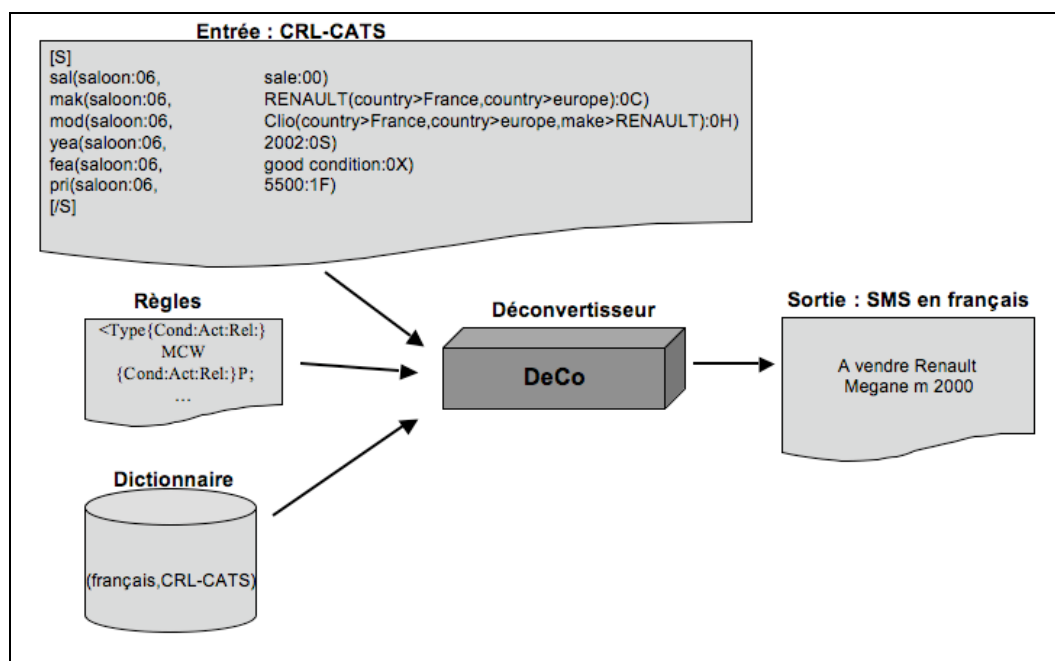 Entrée : CRL-CATS
[S]
sal(saloon:06, sale:00)
mak(saloon:06, RENAULT(country>France,country>europe):0C)
mod(saloon:06, Clio(country>France,country>europe,make>RENAULT):0H)
yea(saloon:06, 2002:0S)
fea(saloon:06, good condition:0X)
pri(saloon:06, 5500:1F)
[/S]
Règles
<Type{Cond:Act:Rel:}
MCW
{Cond:Act:Rel:}P;
…
Déconvertisseur
DeCo
Sortie : SMS en français
A vendre Renault
Megane m 2000
Dictionnaire
(français,CRL-CATS)